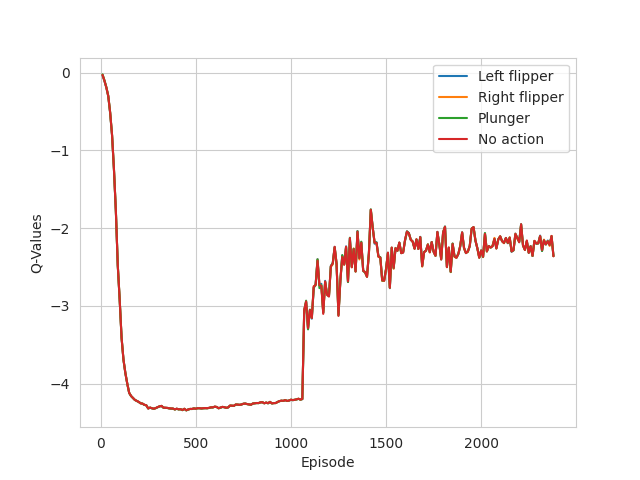 0
−1
−2
−3
−4
Q-Values
0
500
1000
1500
2000
Episode
Left flipper
Right flipper
Plunger
No action